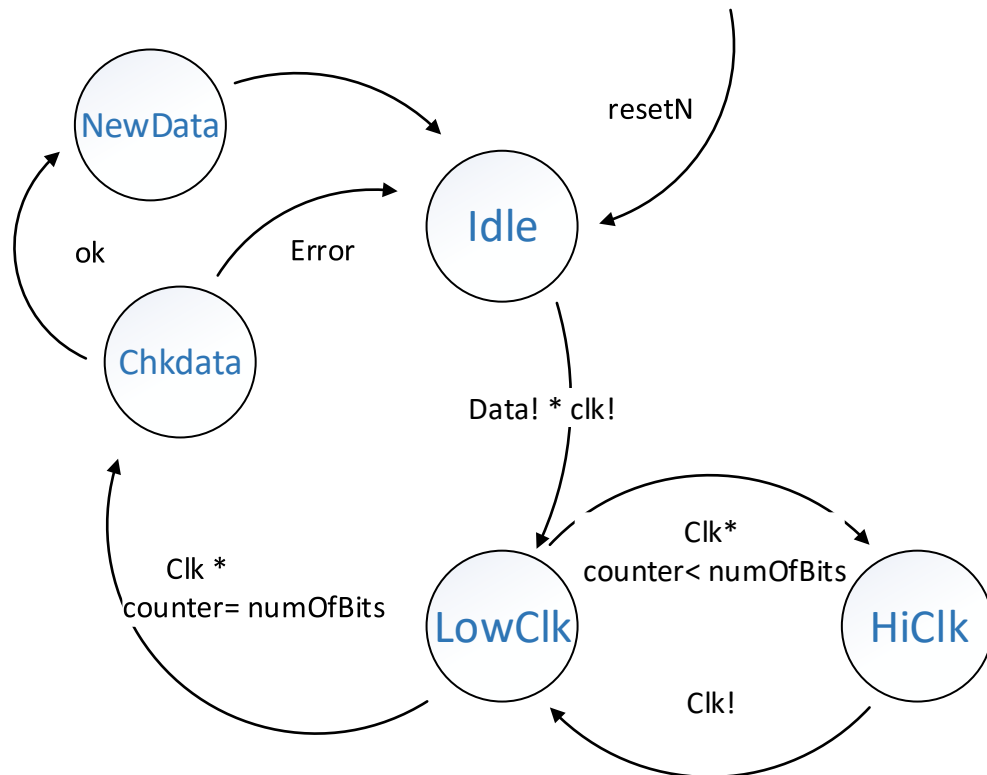 resetN
NewData
Idle
ok
Error
Chkdata
Data! * clk!
Clk*
counter< numOfBits
Clk *
counter= numOfBits
LowClk
HiClk
Clk!